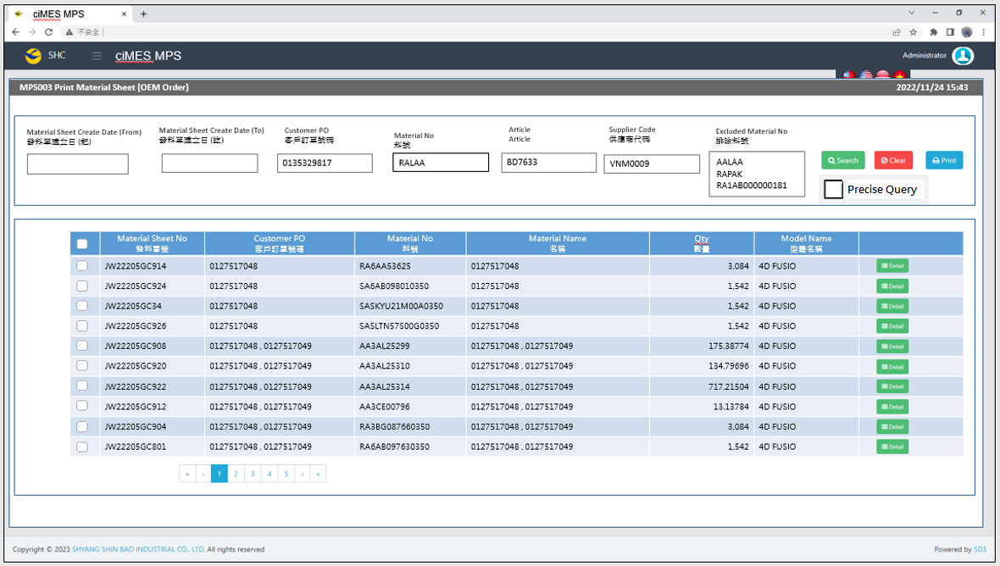 ciMES MPS
不安全
SHC
ciMES MPS
Administrator
MPS003 Print Material Sheet (OEM Order)
2022/11/24 15:43
Material Sheet Create Date (From)
發料單建立日 (起)
Material Sheet Create Date (To)
發料單建立日 (訖)
Customer PO
客戶訂單號碼
0135329817
Material No
料號
RALAA
Article
Article
BD7633
Supplier Code
供應商代碼
VNM0009
Excluded Material No
排除料號
AALAA
RAPAK
RA1AB000000181
Search
Clear
Print
Precise Query
Material Sheet No Customer PO Material No Material Name Qty Model Name
發料單號 客戶訂單號碼 料號 名稱 數量 型體名稱
JW22205GC914 0127517048 RA6AA53625 0127517048 3,084 4D FUSIO Detail
JW22205GC924 0127517048 SA6AB098010350 0127517048 1,542 4D FUSIO Detail
JW22205GC34 0127517048 SASKYU21M00A0350 0127517048 1,542 4D FUSIO Detail
JW22205GC926 0127517048 SASLTN57S00G0350 0127517048 1,542 4D FUSIO Detail
JW22205GC908 0127517048 , 0127517049 AA3AL25299 0127517048 , 0127517049 175.38774 4D FUSIO Detail
JW22205GC920 0127517048 , 0127517049 AA3AL25310 0127517048 , 0127517049 134.79696 4D FUSIO Detail
JW22205GC922 0127517048 , 0127517049 AA3AL25314 0127517048 , 0127517049 717.21504 4D FUSIO Detail
JW22205GC912 0127517048 , 0127517049 AA3CE00796 0127517048 , 0127517049 13.13784 4D FUSIO Detail
JW22205GC904 0127517048 , 0127517049 RA3BG087660350 0127517048 , 0127517049 3,084 4D FUSIO Detail
JW22205GC801 0127517048 , 0127517049 RA6AB097630350 0127517048 , 0127517049 1,542 4D FUSIO Detail
« ‹ 1 2 3 4 5 › »
Copyright © 2023 SHYANG SHIN BAO INDUSTRIAL CO., LTD. All rights reserved
Powered by SD3